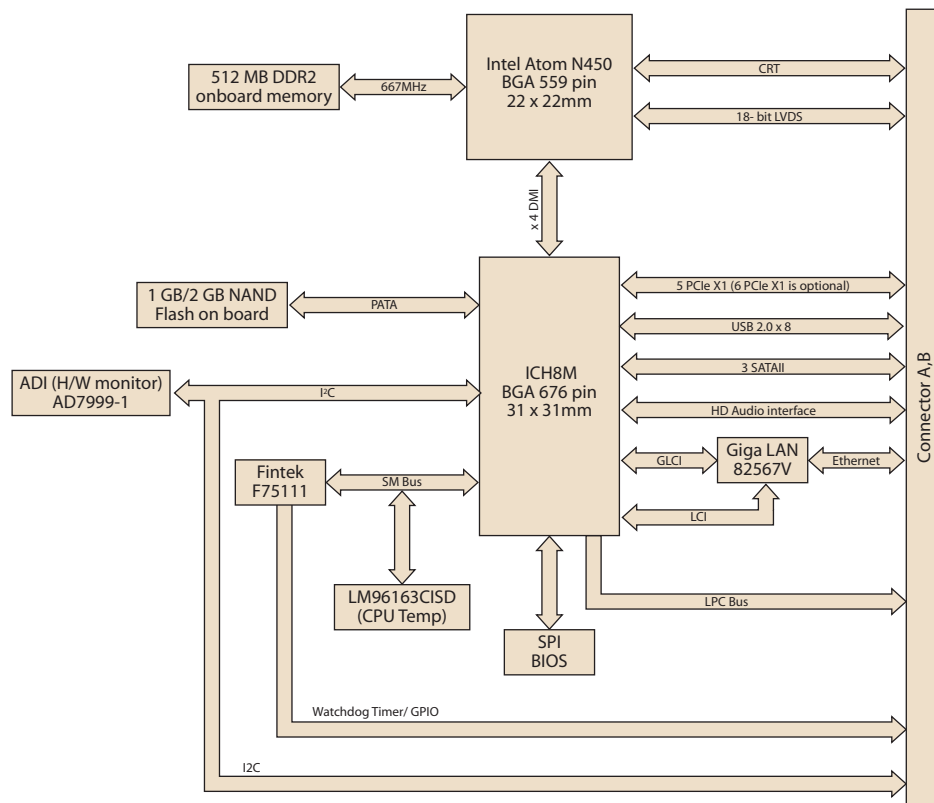 Intel Atom N450
BGA 559 pin
22 x 22mm
512 MB DDR2
onboard memory
667MHz
CRT
18- bit LVDS
x 4 DMI
1 GB/2 GB NAND
Flash on board
PATA
5 PCIe X1 (6 PCIe X1 is optional)
USB 2.0 x 8
3 SATAII
HD Audio interface
ICH8M
BGA 676 pin
31 x 31mm
ADI (H/W monitor)
AD7999-1
I²C
Connector A,B
Giga LAN
82567V
GLCI
Ethernet
LCI
Fintek
F75111
SM Bus
LM96163CISD
(CPU Temp)
SPI
BIOS
LPC Bus
Watchdog Timer/ GPIO
I2C